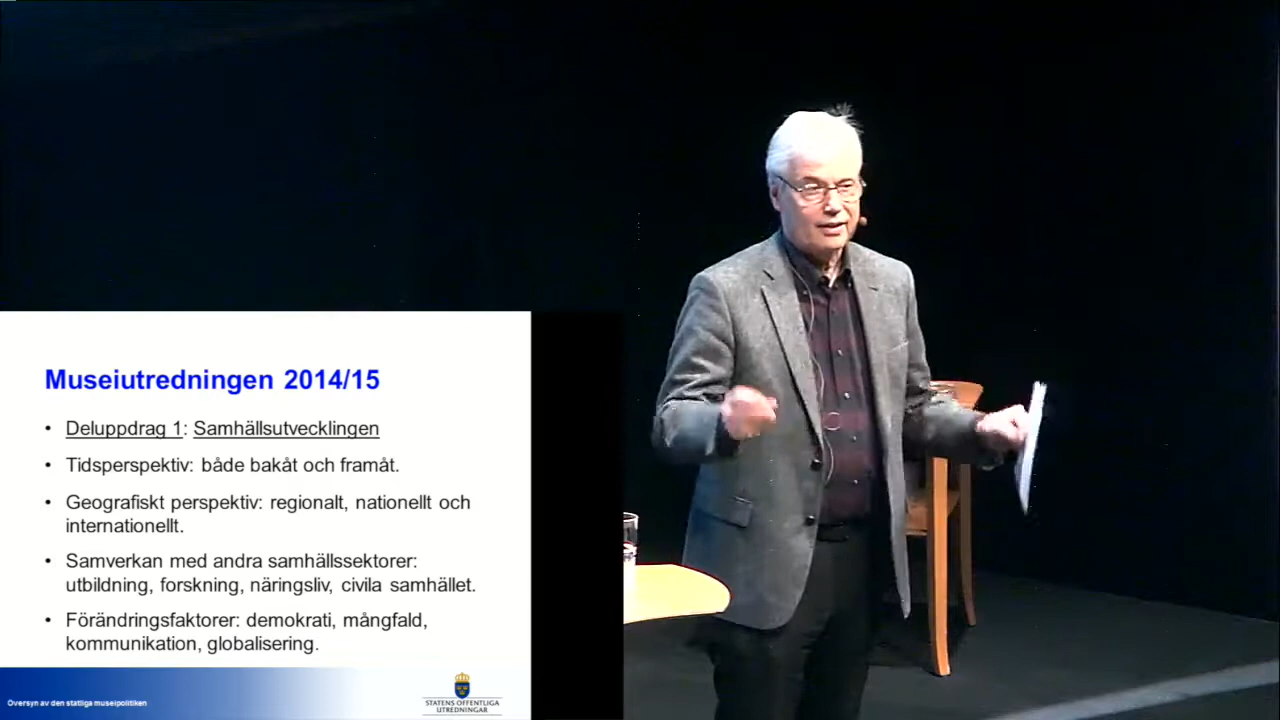 Museiutredningen 2014/15
• Deluppdrag 1: Samhällsutvecklingen
• Tidsperspektiv: både bakåt och framåt.
• Geografiskt perspektiv: regionalt, nationellt och
internationellt.
• Samverkan med andra samhällssektorer:
utbildning, forskning, näringsliv, civila samhället.
• Förändringsfaktorer: demokrati, mångfald,
kommunikation, globalisering.
Översyn av den statliga museipolitiken
STATENS OFFENTLIGA
UTREDNINGAR